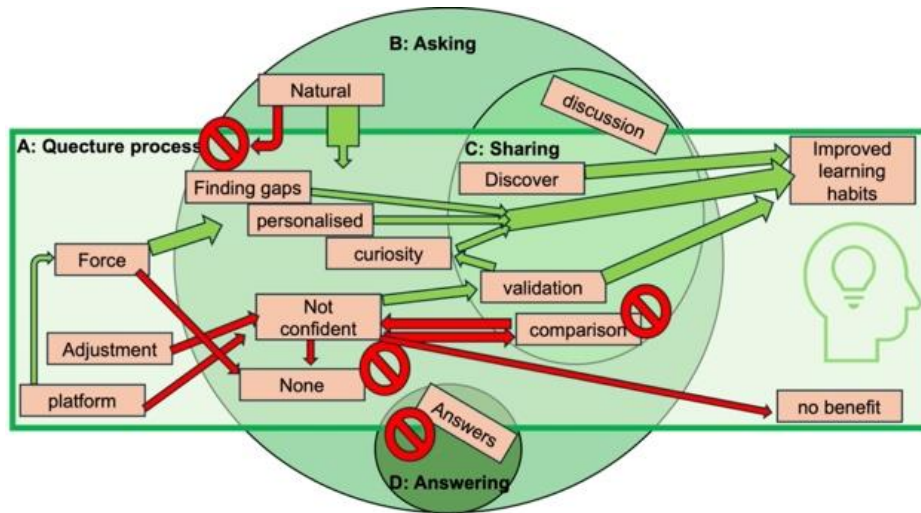 B: Asking
Natural
discussion
A: Quecture process
C: Sharing
Improved
learning
habits
Discover
Finding gaps
personalised
curiosity
Force
validation
Not
confident
comparison
Adjustment
None
platform
Answers
no benefit
D: Answering